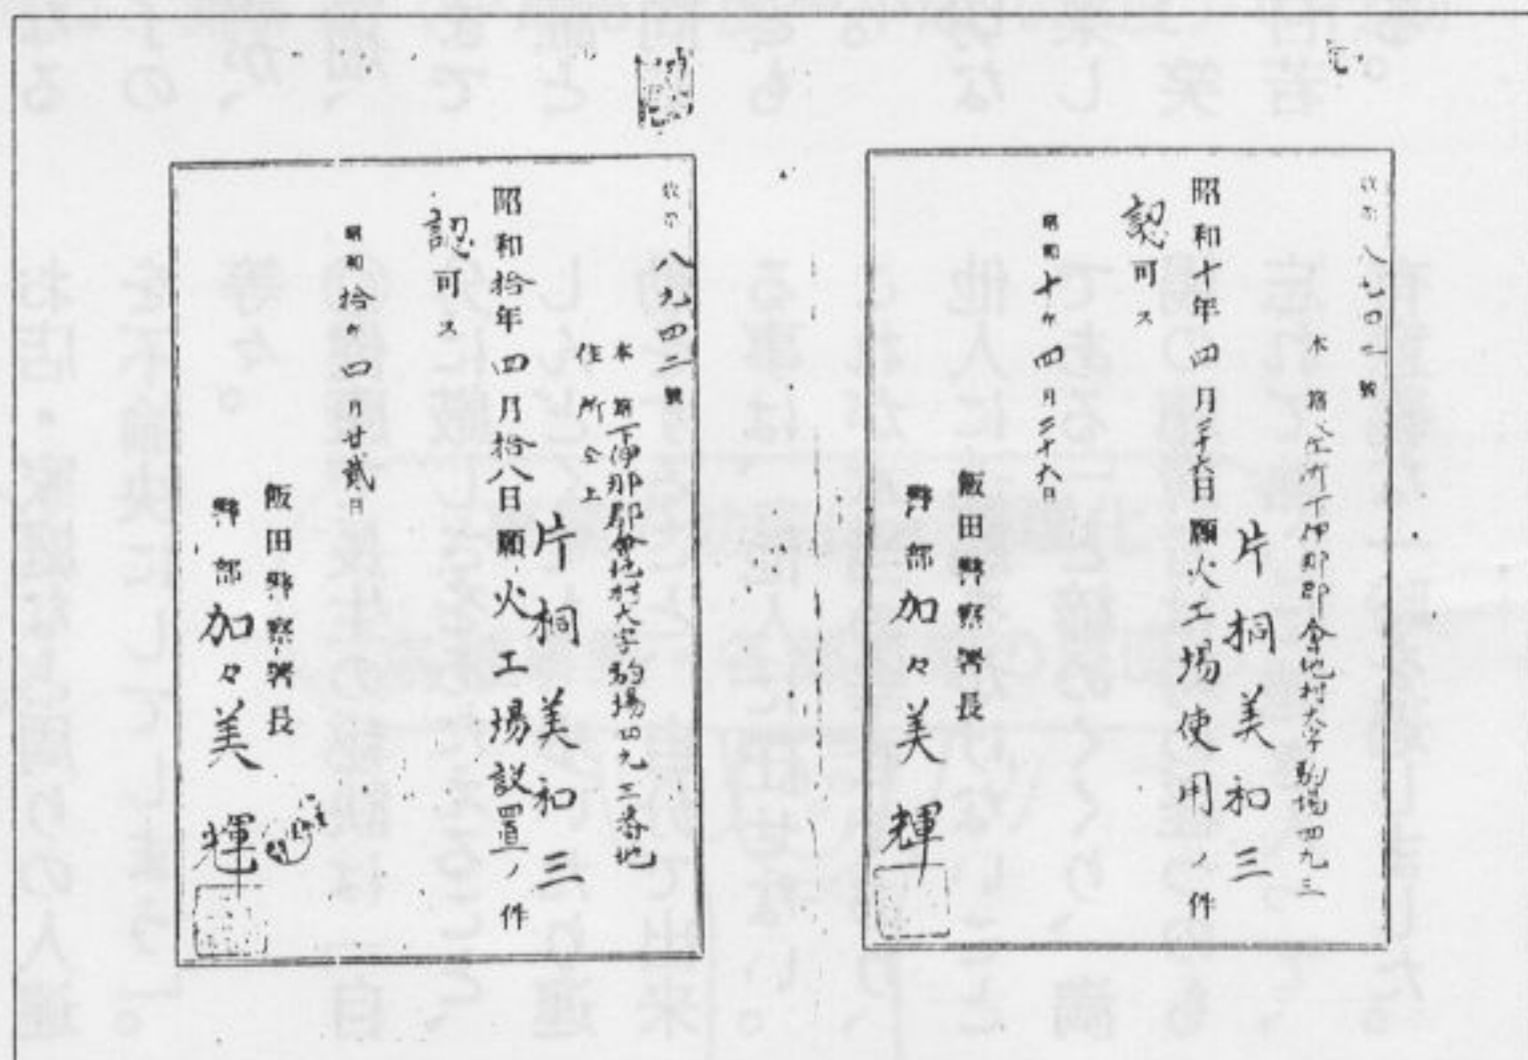 八九四二號
本籍仝所下伊那郡會地村大字駒場四九三
片桐美和三
昭和十年四月二十六日願火工場使用ノ件
認可ス
昭和十年四月二十六日
飯田警察署長
警部加々美輝
八九四二號
本籍下伊那郡會地村大字駒場四九三番地
住所仝上
片桐美和三
昭和拾年四月拾八日願火工場設置ノ件
認可ス
昭和拾年四月廿貳日
飯田警察署長
警部加々美輝